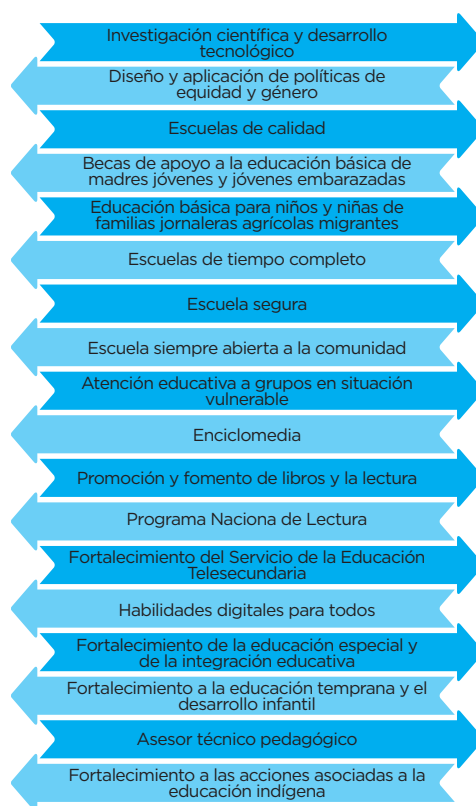 Investigación científica y desarrollo
tecnológico
Diseño y aplicación de políticas de
equidad y género
Escuelas de calidad
Becas de apoyo a la educación básica de
madres jóvenes y jóvenes embarazadas
Educación básica para niños y niñas de
familias jornaleras agrícolas migrantes
Escuelas de tiempo completo
Escuela segura
Escuela siempre abierta a la comunidad
Atención educativa a grupos en situación
vulnerable
Enciclomedia
Promoción y fomento de libros y la lectura
Programa Naciona de Lectura
Fortalecimiento del Servicio de la Educación
Telesecundaria
Habilidades digitales para todos
Fortalecimiento de la educación especial y
de la integración educativa
Fortalecimiento a la educación temprana y el
desarrollo infantil
Asesor técnico pedagógico
Fortalecimiento a las acciones asociadas a la
educación indígena